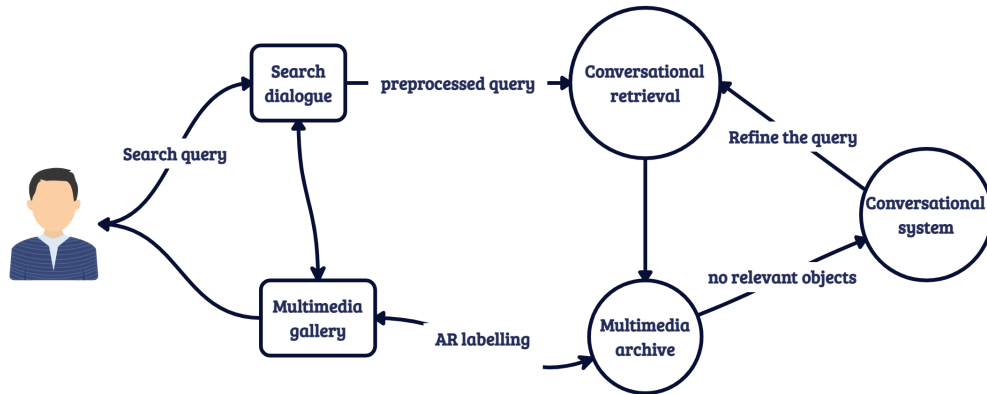 Search
dialogue
preprocessed query
Conversational
retrieval
Search query
Refine the query
Conversational
system
no relevant objects
Multimedia
gallery
AR labelling
Multimedia
archive